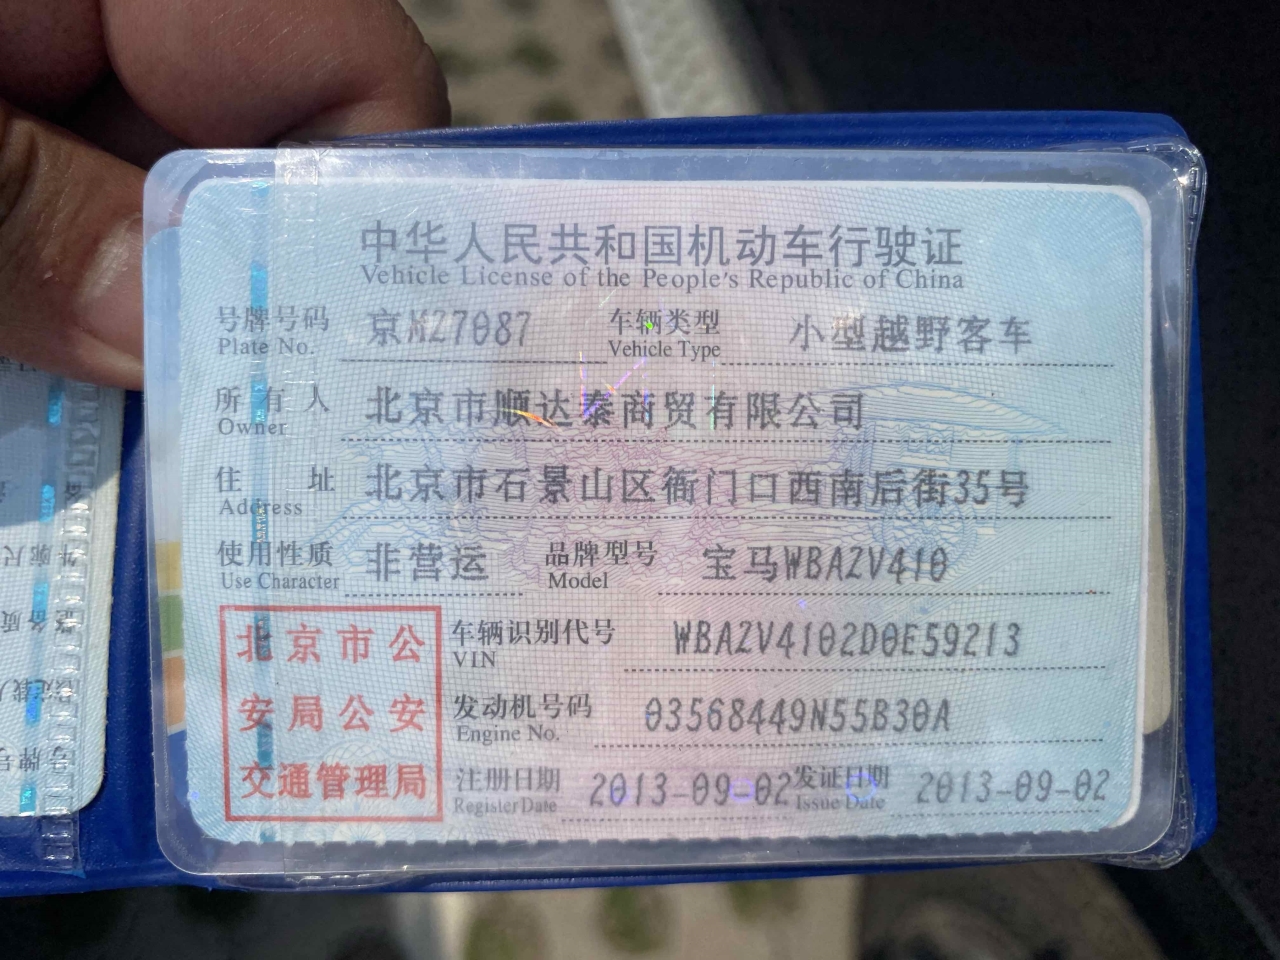 中华人民共和国机动车行驶证
Vehicle License of the People's Republic of China
号牌号码 京 车辆类型 小型越野客车
Plate No. Vehicle Type
所有人 北京市顺达泰商贸有限公司
Owner
住址 北京市石景山区衙门口西南后街35号
Address
使用性质 非营运 品牌型号 宝马WBAZV410
Use Character Model
北京市公 车辆识别代号 WBAZV4102D0E59213
VIN
安局公安 发动机号码 03568449N55B30A
Engine No.
交通管理局 注册日期 2013-09-02 发证日期 2013-09-02
Register Date Issue Date